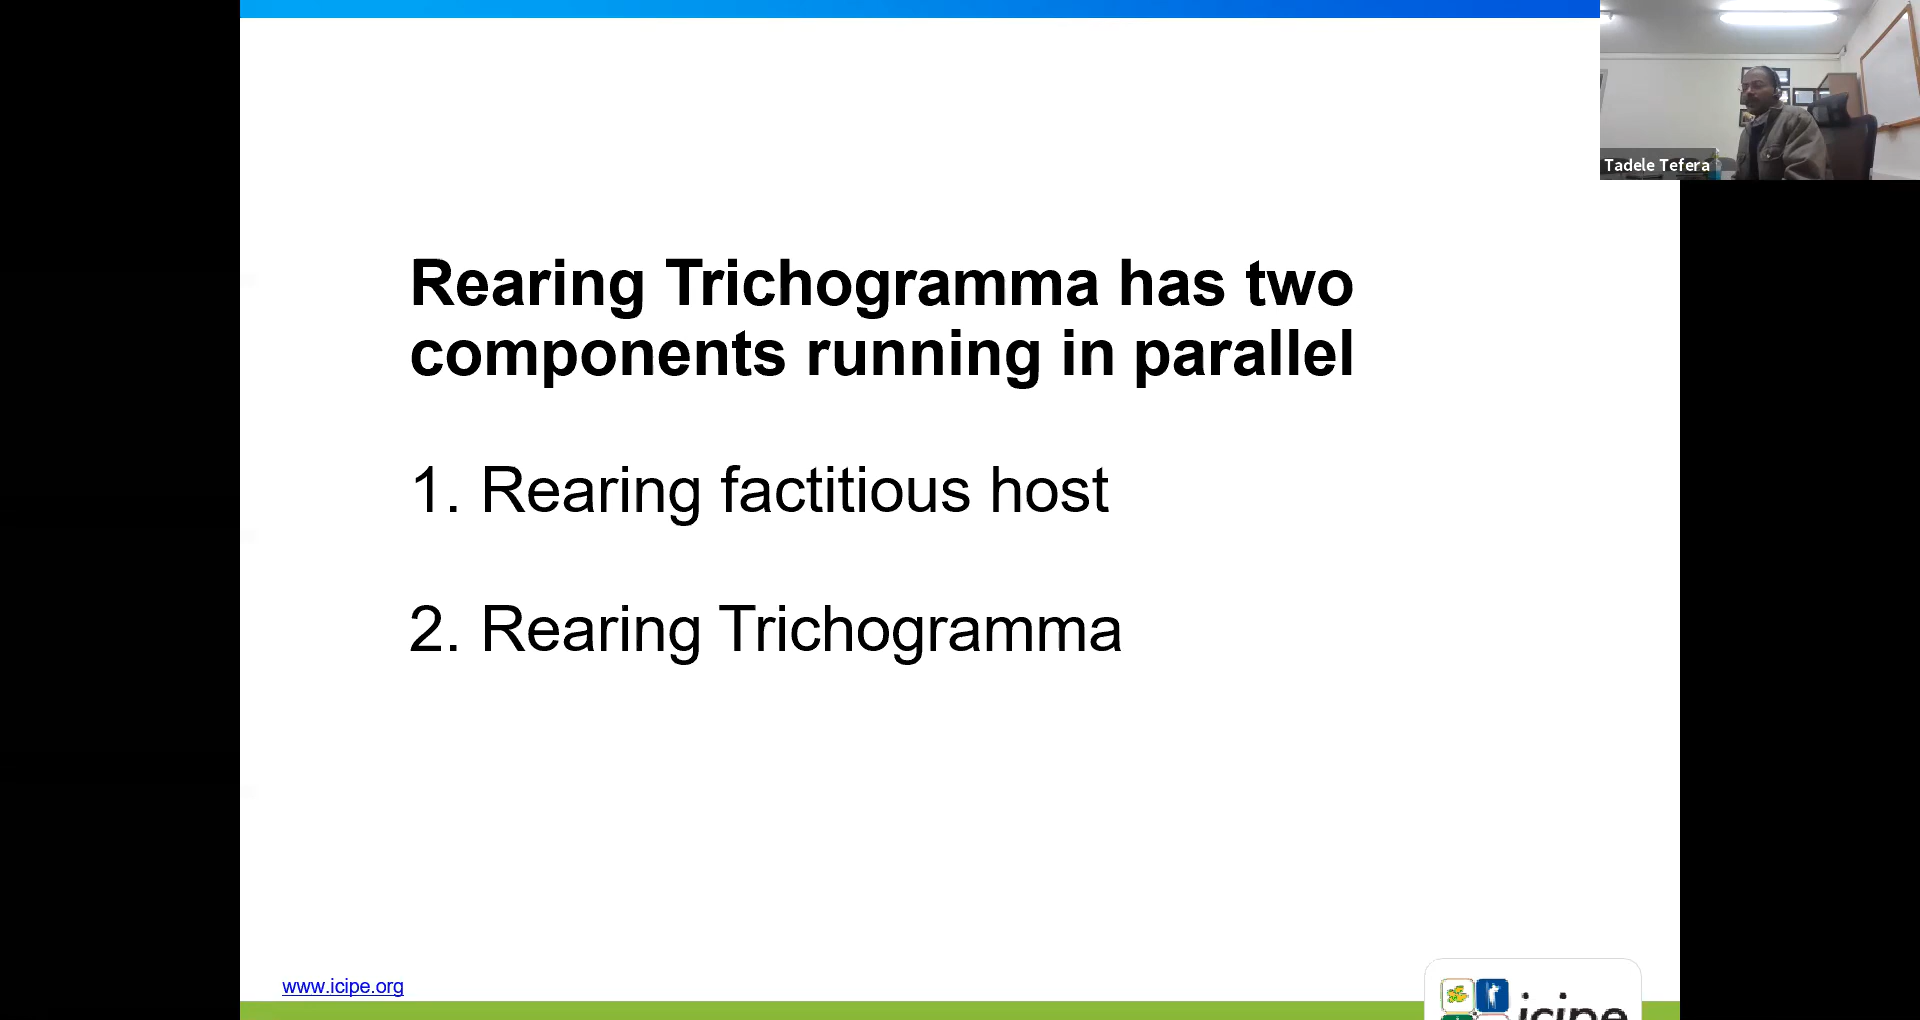 Tadele Tefera
Rearing Trichogramma has two
components running in parallel
1. Rearing factitious host
2. Rearing Trichogramma
www.icipe.org
icipe